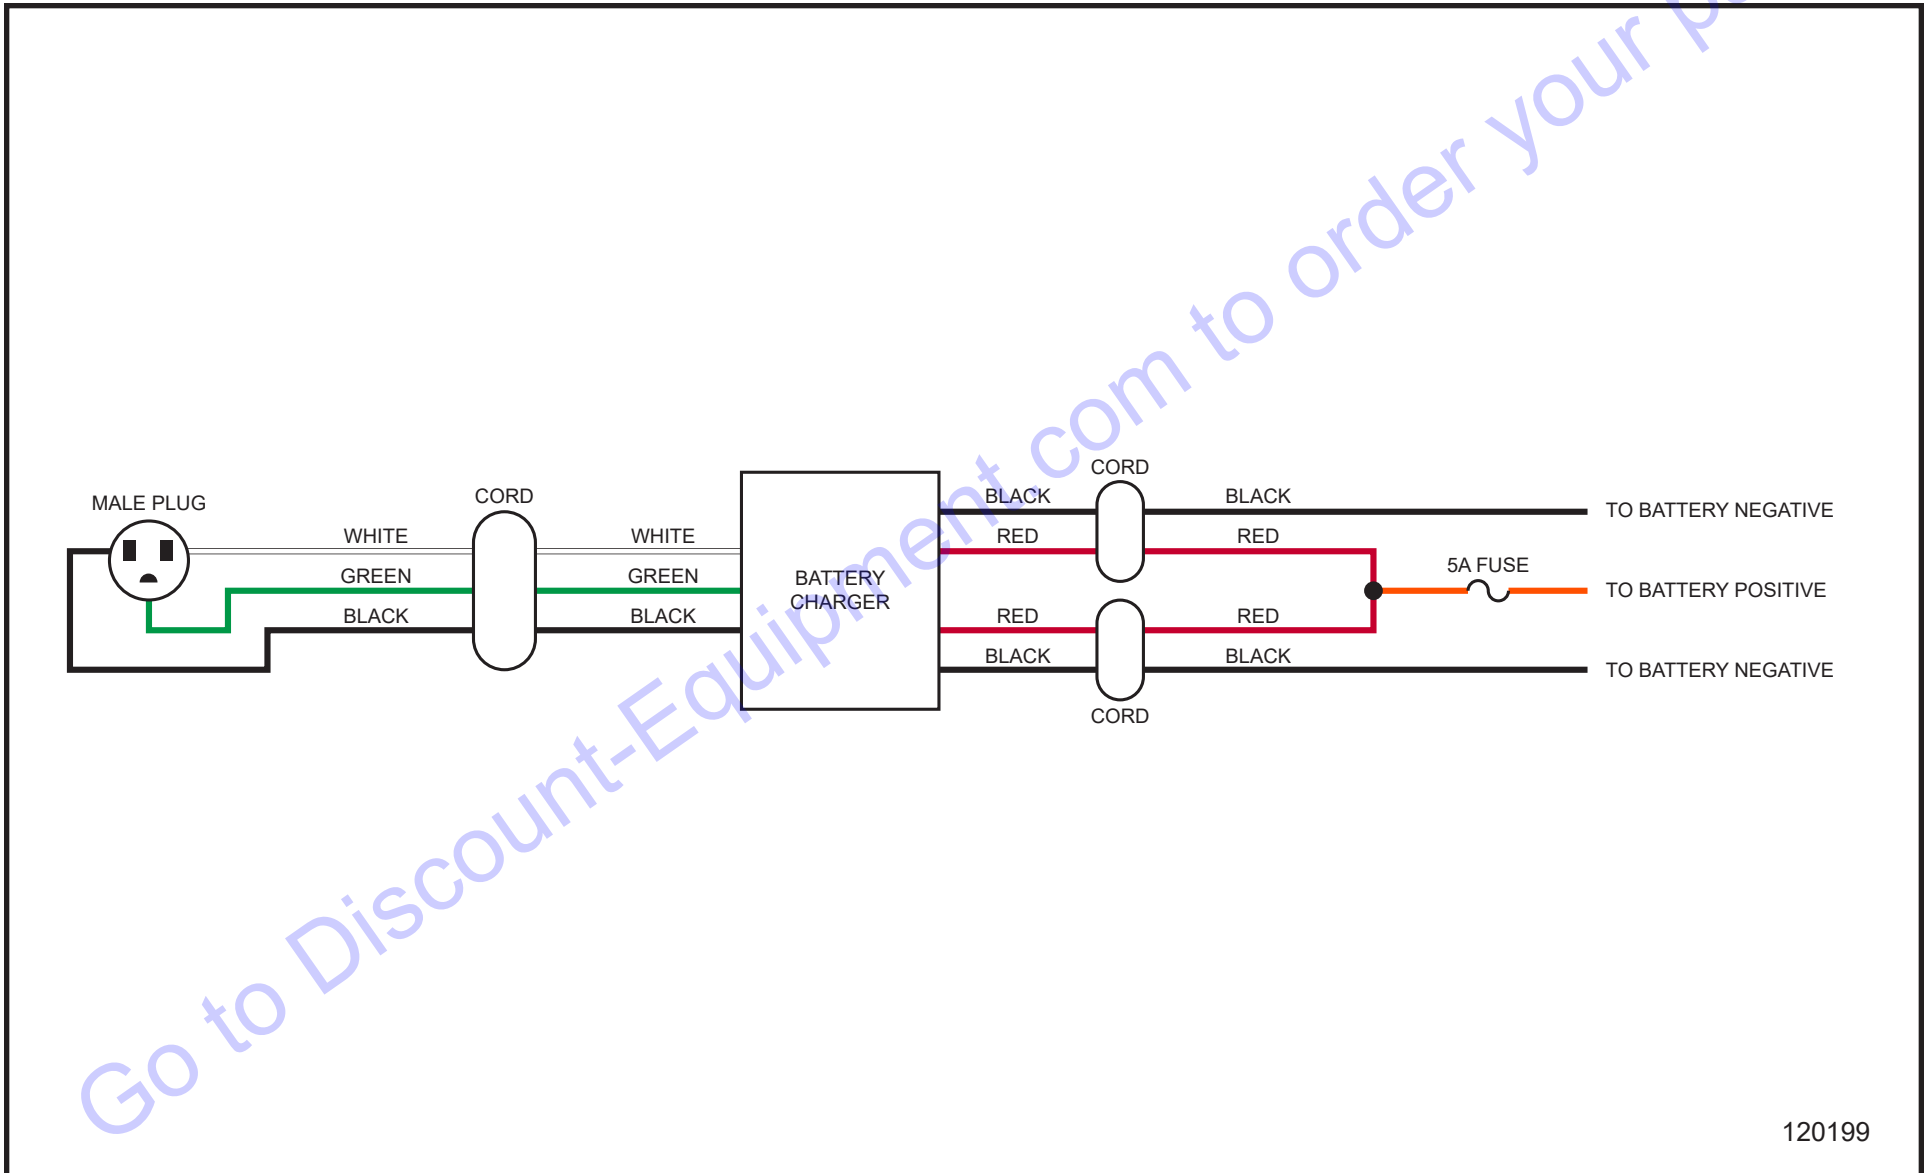 Go to Discount-Equipment.com to order your
MALE PLUG
CORD
WHITE
WHITE
GREEN
GREEN
BLACK
BLACK
BATTERY
CHARGER
CORD
BLACK
BLACK
RED
RED
RED
RED
BLACK
BLACK
CORD
5A FUSE
TO BATTERY NEGATIVE
TO BATTERY POSITIVE
TO BATTERY NEGATIVE
120199